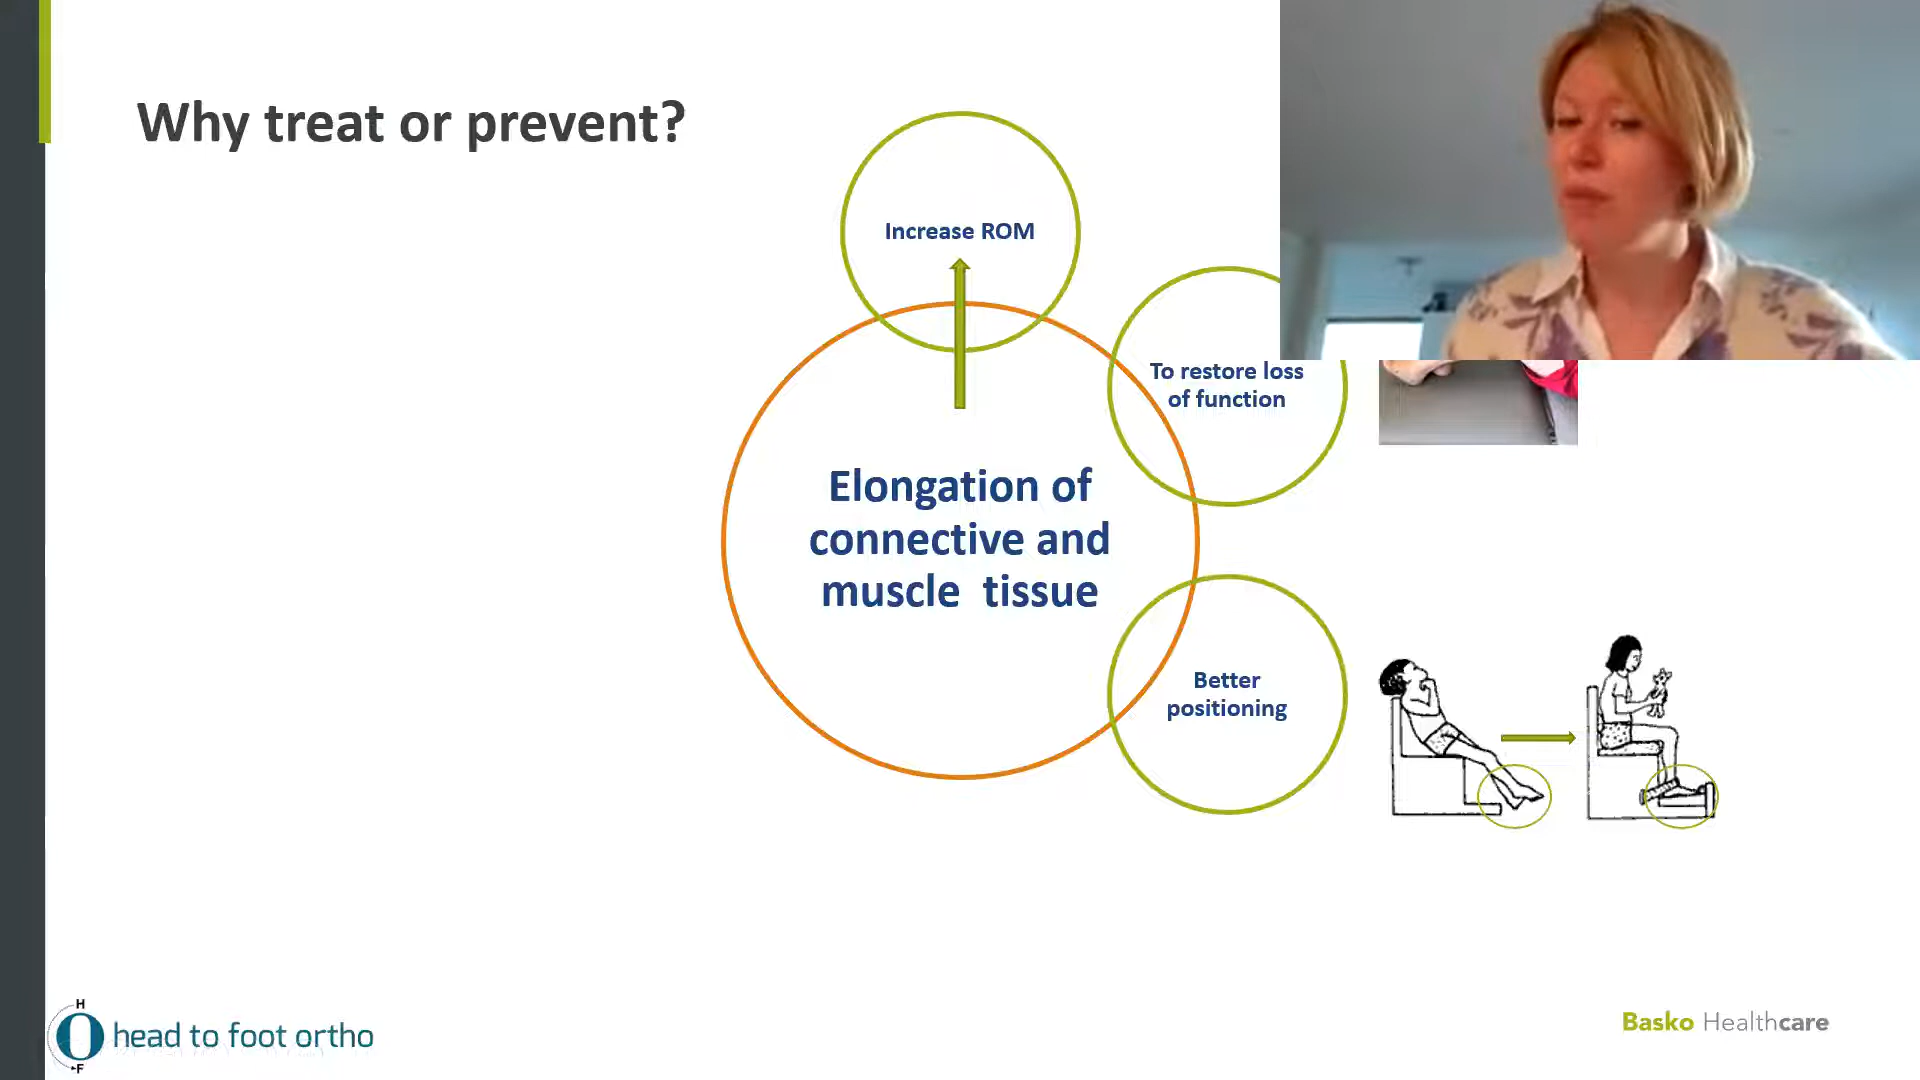 Why treat or prevent?
Increase ROM
To restore loss
of function
Elongation of
connective and
muscle tissue
Better
positioning
H
F
head to foot ortho
Basko Healthcare